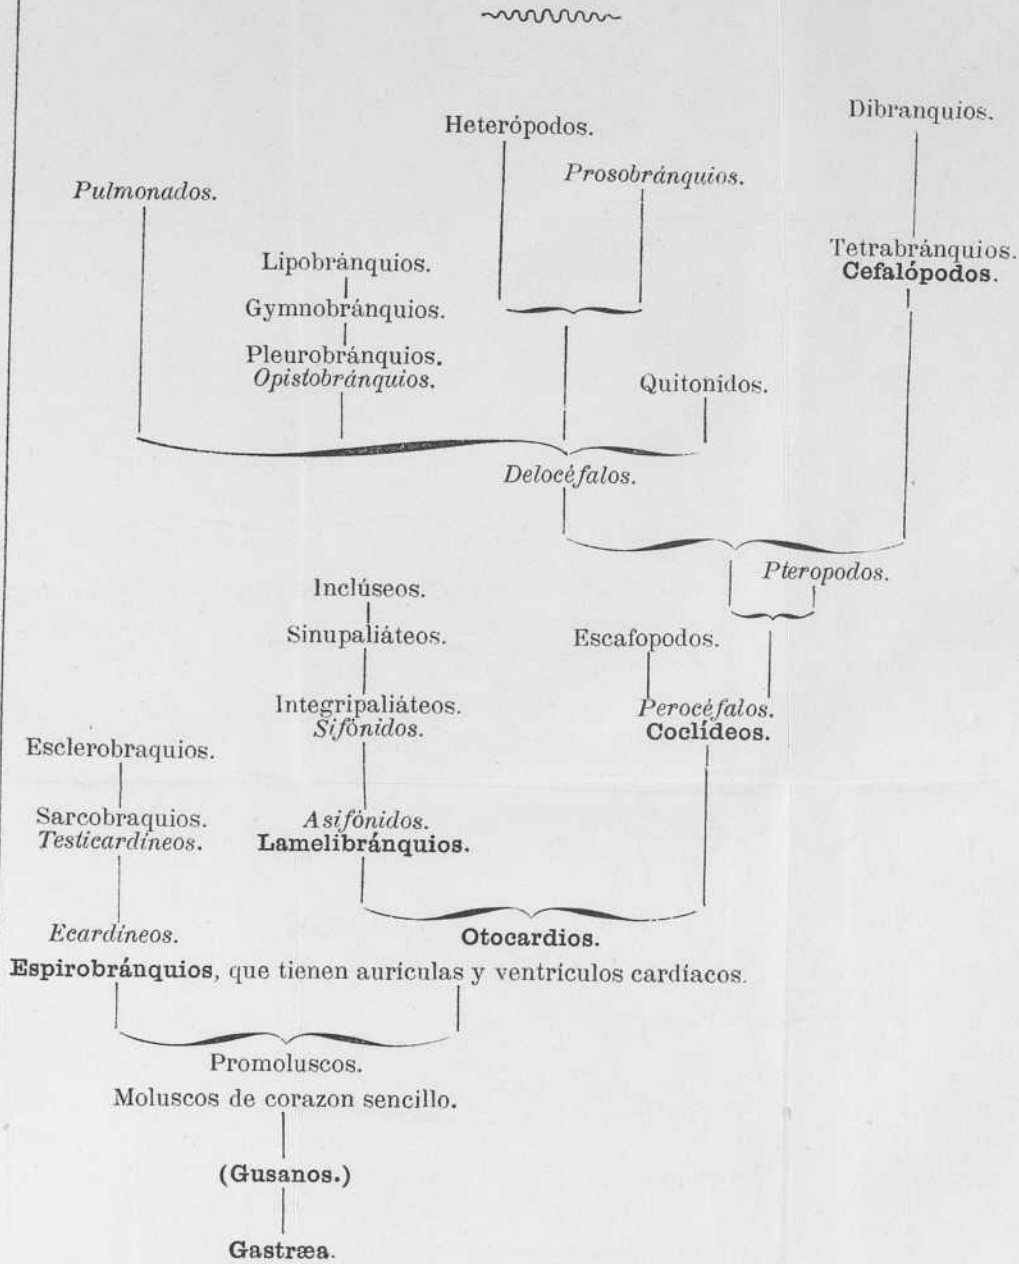 Dibranquios.
Heterópodos.
Prosobránquios.
Pulmonados.
Tetrabránquios.
Cefalópodos.
Lipobránquios.
Gymnobránquios.
Pleurobránquios.
Opistobránquios.
Quitonidos.
Delocéfalos.
Pteropodos.
Inclúseos.
Sinupaliáteos.
Escafopodos.
Integripaliáteos.
Sifónidos.
Perocéfalos.
Coclídeos.
Esclerobraquios.
Sarcobraquios.
Testicardíneos.
Asifónidos.
Lamelibránquios.
Ecardíneos.
Otocardios.
Espirobránquios, que tienen aurículas y ventrículos cardíacos.
Promoluscos.
Moluscos de corazon sencillo.
(Gusanos.)
Gastræa.